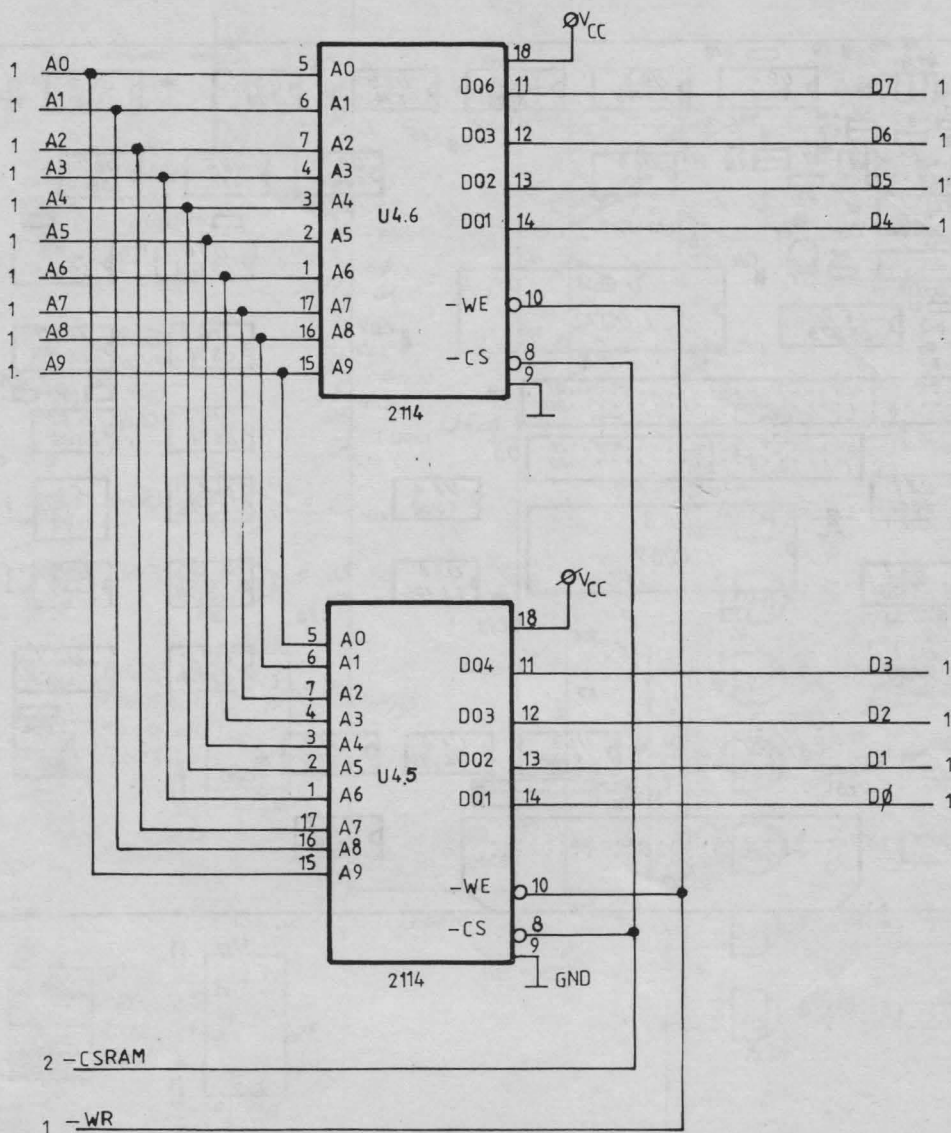 VCC
18
1 A0 5 A0
DO6 11 D7 1
1 A1 6 A1
DO3 12 D6 1
1 A2 7 A2
1 A3 4 A3
DO2 13 D5 1
1 A4 3 A4
U4.6
DO1 14 D4 1
1 A5 2 A5
1 A6 1 A6
-WE 10
1 A7 17 A7
1 A8 16 A8
-CS 8
1 A9 15 A9
9
2114
VCC
18
5 A0
6 A1
DO4 11 D3 1
7 A2
4 A3
DO3 12 D2 1
3 A4
2 A5
DO2 13 D1 1
U4,5
1 A6
DO1 14 DØ 1
17 A7
16 A8
15 A9
-WE 10
-CS 8
9
2114
GND
2 -CSRAM
1 -WR